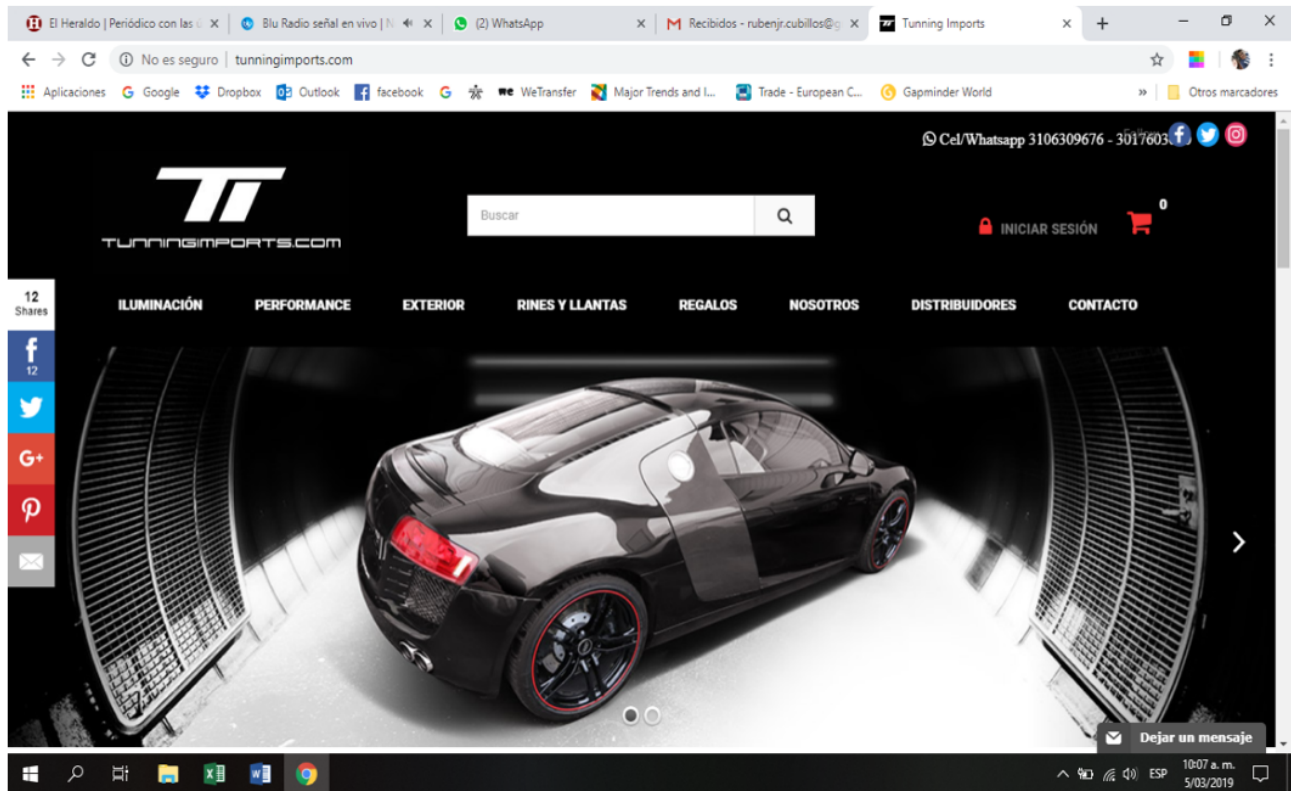 El Heraldo | Periódico con las ú
Blu Radio señal en vivo | N
(2) WhatsApp
Recibidos - rubenjr.cubillos@g
Tunning Imports
No es seguro | tunningimports.com
Aplicaciones
Google
Dropbox
Outlook
facebook
WeTransfer
Major Trends and I...
Trade - European C...
Gapminder World
»
Otros marcadores
Cel/Whatsapp 3106309676 - 3017603
TI
TUNNINGIMPORTS.COM
Buscar
INICIAR SESIÓN
0
12
Shares
ILUMINACIÓN
PERFORMANCE
EXTERIOR
RINES Y LLANTAS
REGALOS
NOSOTROS
DISTRIBUIDORES
CONTACTO
12
G+
Dejar un mensaje
ESP
10:07 a. m.
5/03/2019